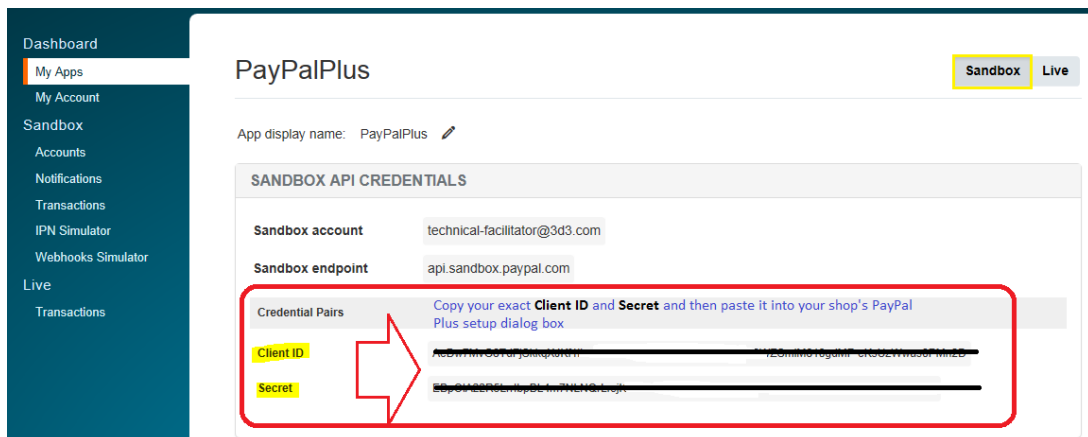 Dashboard
My Apps
My Account
Sandbox
Accounts
Notifications
Transactions
IPN Simulator
Webhooks Simulator
Live
Transactions
PayPalPlus
Sandbox Live
App display name: PayPalPlus
SANDBOX API CREDENTIALS
Sandbox account technical-facilitator@3d3.com
Sandbox endpoint api.sandbox.paypal.com
Credential Pairs Copy your exact Client ID and Secret and then paste it into your shop's PayPal
Plus setup dialog box
Client ID
Secret